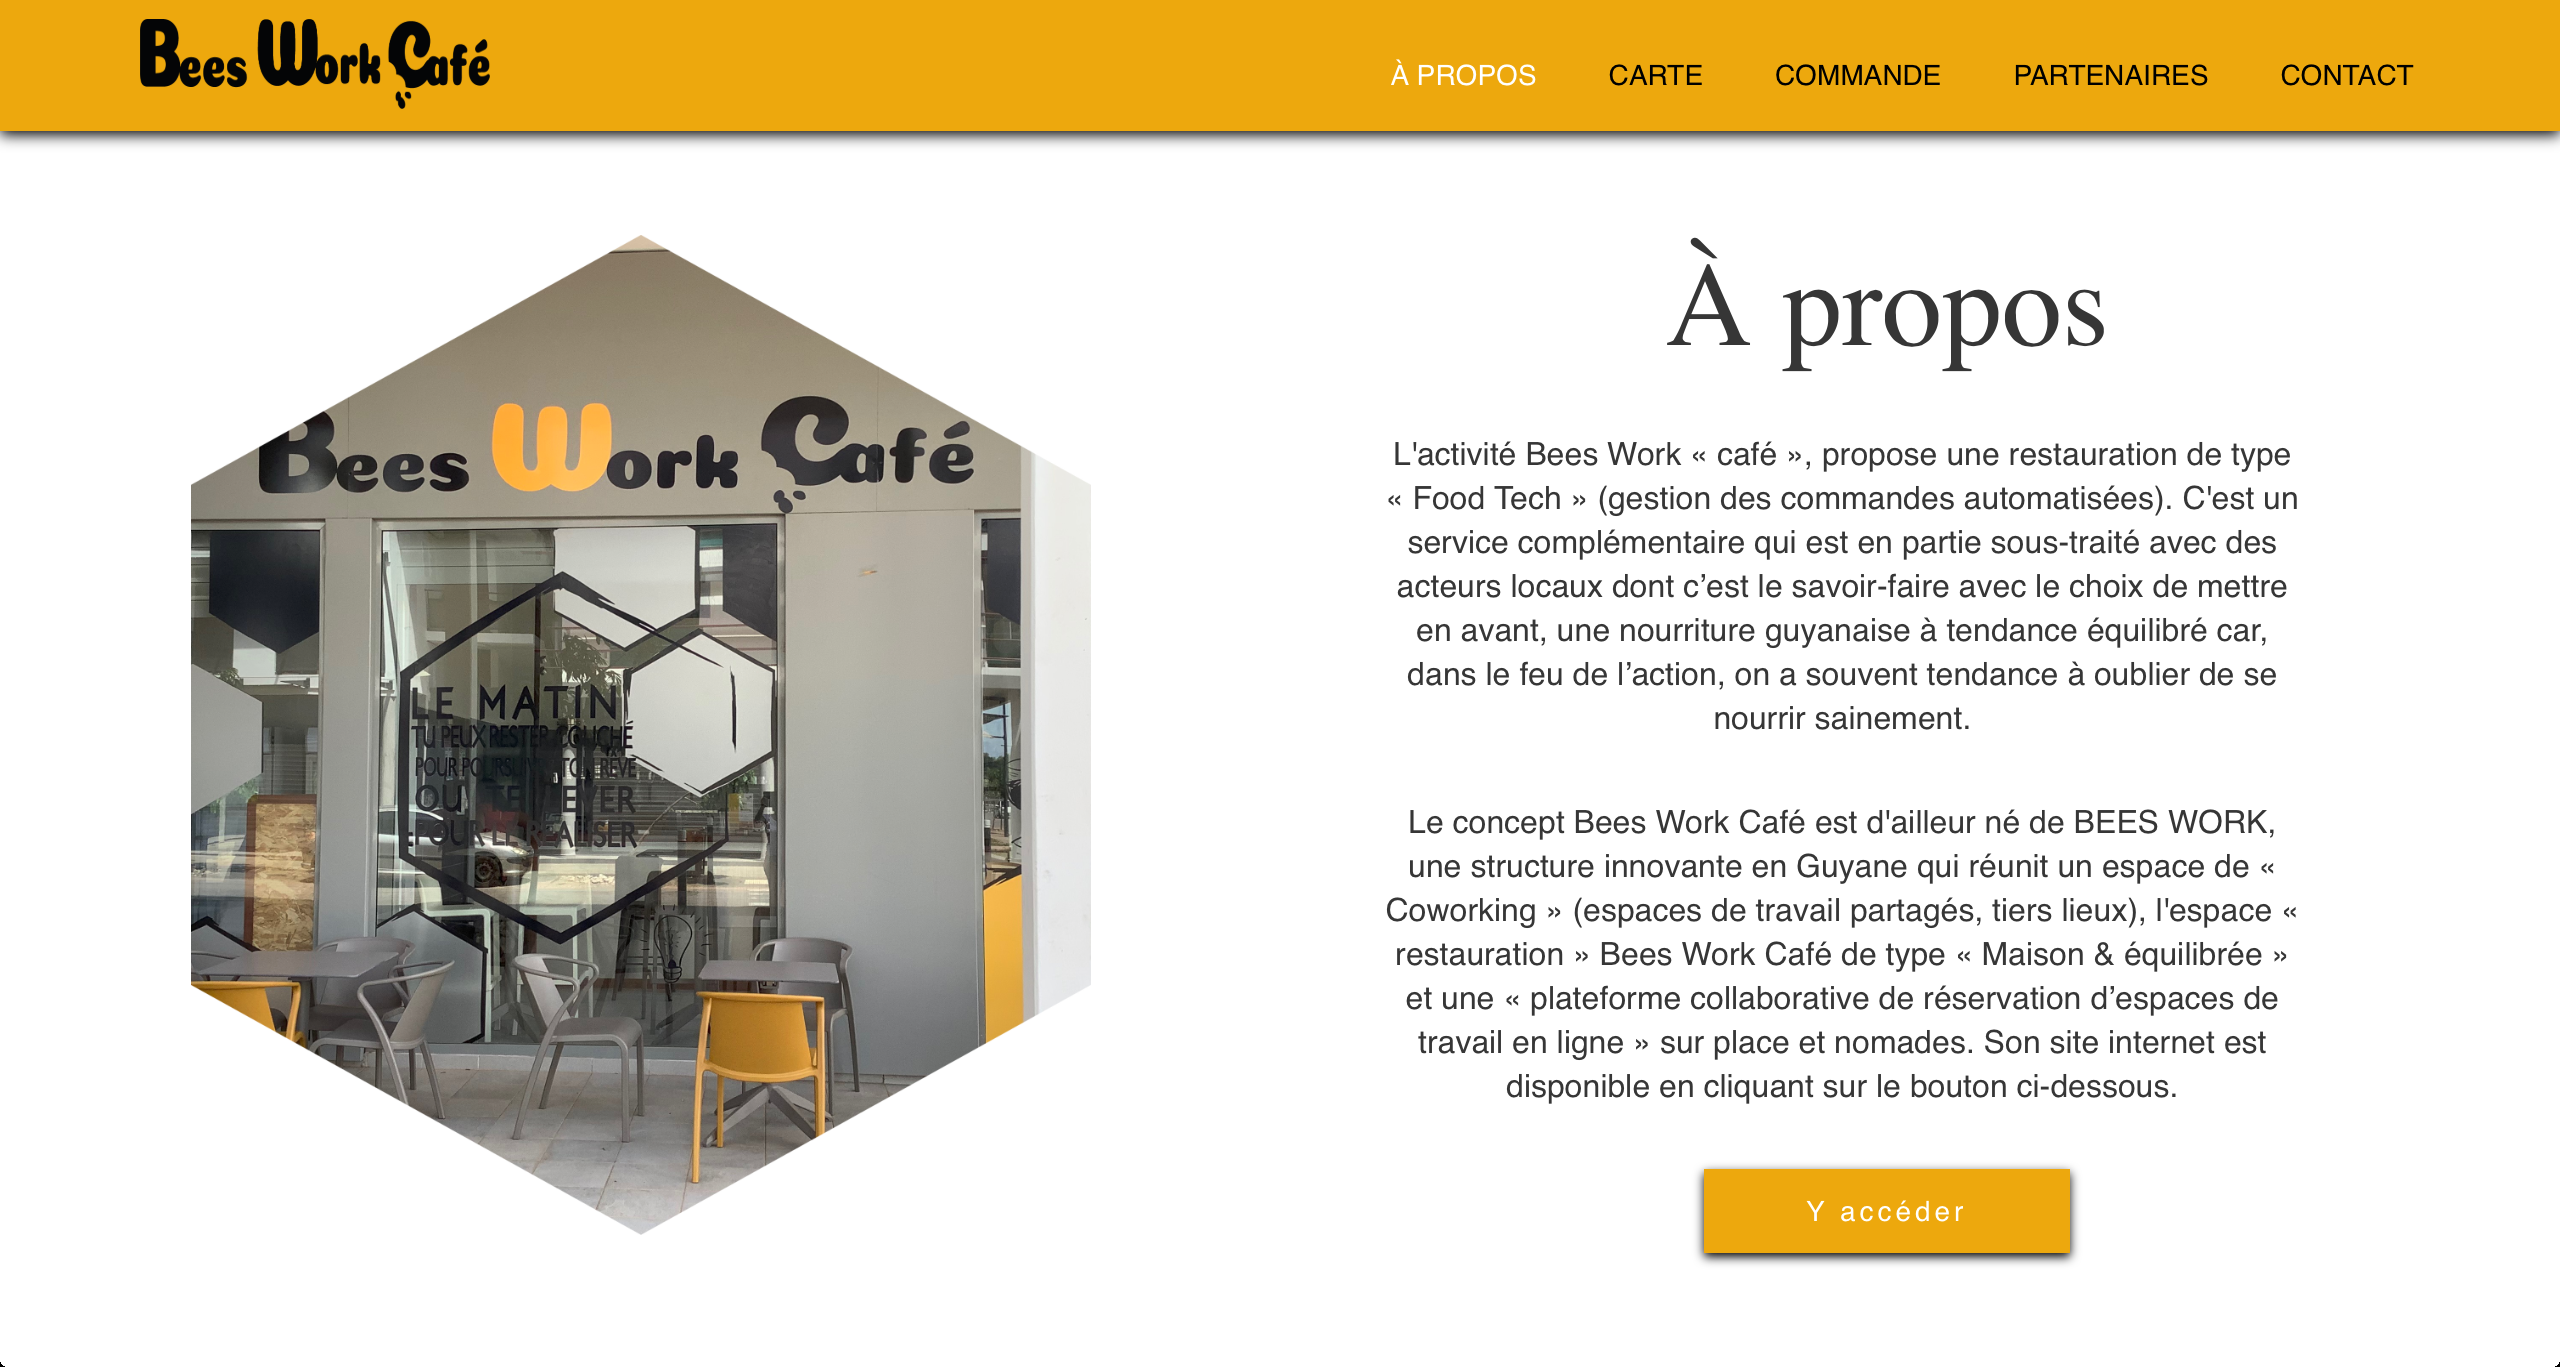 Bees Work Café
À PROPOS CARTE COMMANDE PARTENAIRES CONTACT
Bees Work Café
LE MATIN
TU PEUX RESTER COUCHÉ
POUR POURSUIVRE TON RÊVE
OU TE LEVER
POUR LE RÉALISER
À propos
L'activité Bees Work « café », propose une restauration de type
« Food Tech » (gestion des commandes automatisées). C'est un
service complémentaire qui est en partie sous-traité avec des
acteurs locaux dont c’est le savoir-faire avec le choix de mettre
en avant, une nourriture guyanaise à tendance équilibré car,
dans le feu de l’action, on a souvent tendance à oublier de se
nourrir sainement.
Le concept Bees Work Café est d'ailleur né de BEES WORK,
une structure innovante en Guyane qui réunit un espace de «
Coworking » (espaces de travail partagés, tiers lieux), l'espace «
restauration » Bees Work Café de type « Maison & équilibrée »
et une « plateforme collaborative de réservation d’espaces de
travail en ligne » sur place et nomades. Son site internet est
disponible en cliquant sur le bouton ci-dessous.
Y accéder